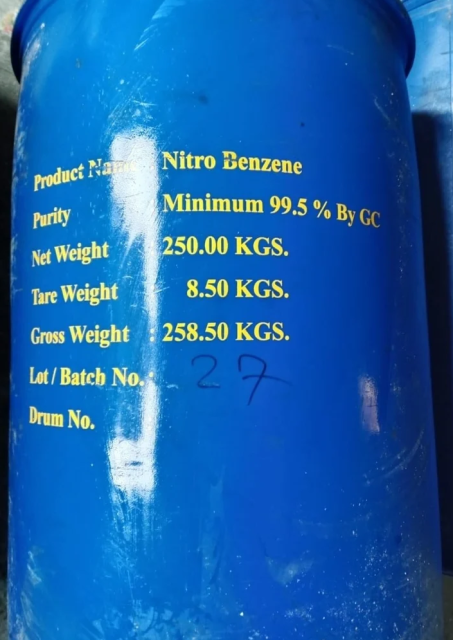 Product Name : Nitro Benzene
Purity : Minimum 99.5 % By GC
Net Weight : 250.00 KGS.
Tare Weight : 8.50 KGS.
Gross Weight : 258.50 KGS.
Lot / Batch No. : 27
Drum No.